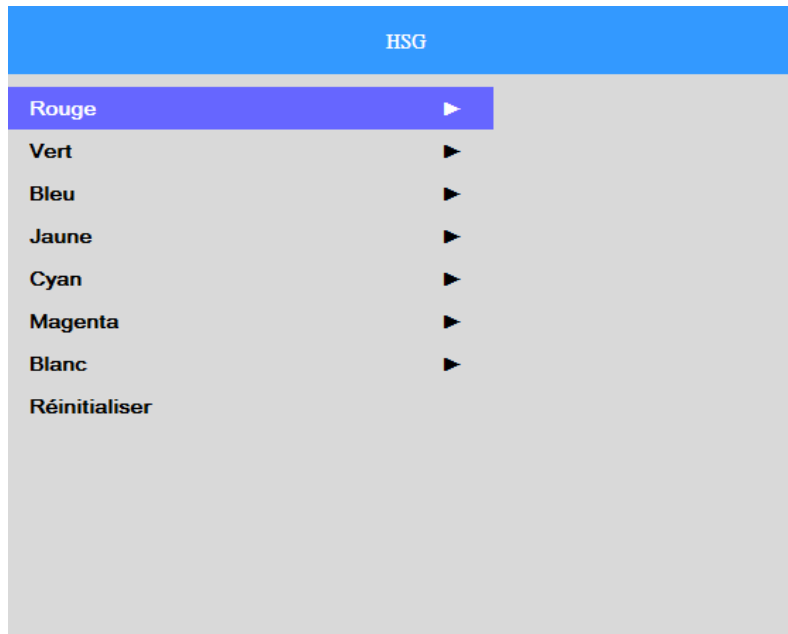 HSG
Rouge
Vert
Bleu
Jaune
Cyan
Magenta
Blanc
Réinitialiser